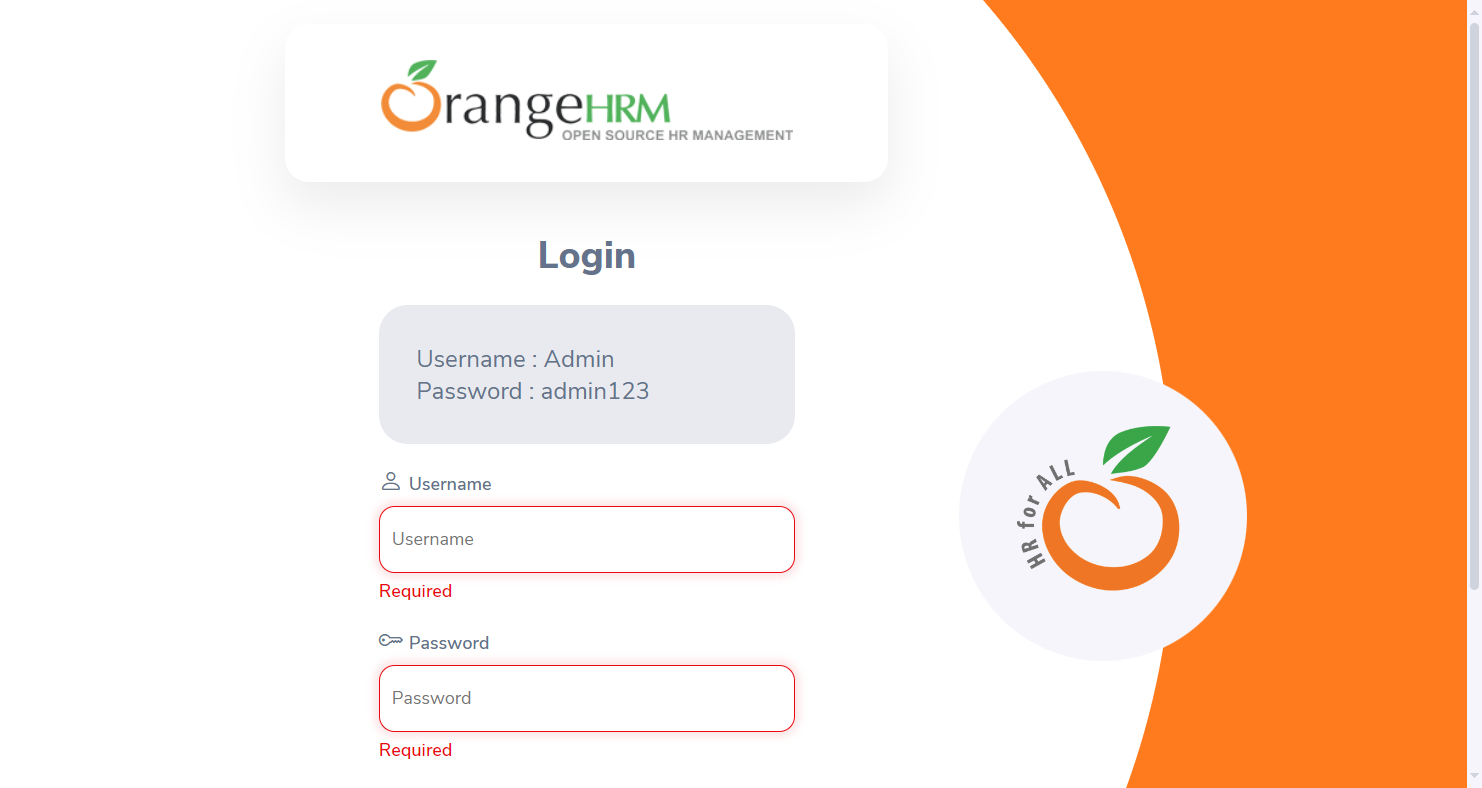 OrangeHRM
OPEN SOURCE HR MANAGEMENT
Login
Username : Admin
Password : admin123
Username
Username
Required
Password
Password
Required
HR for ALL